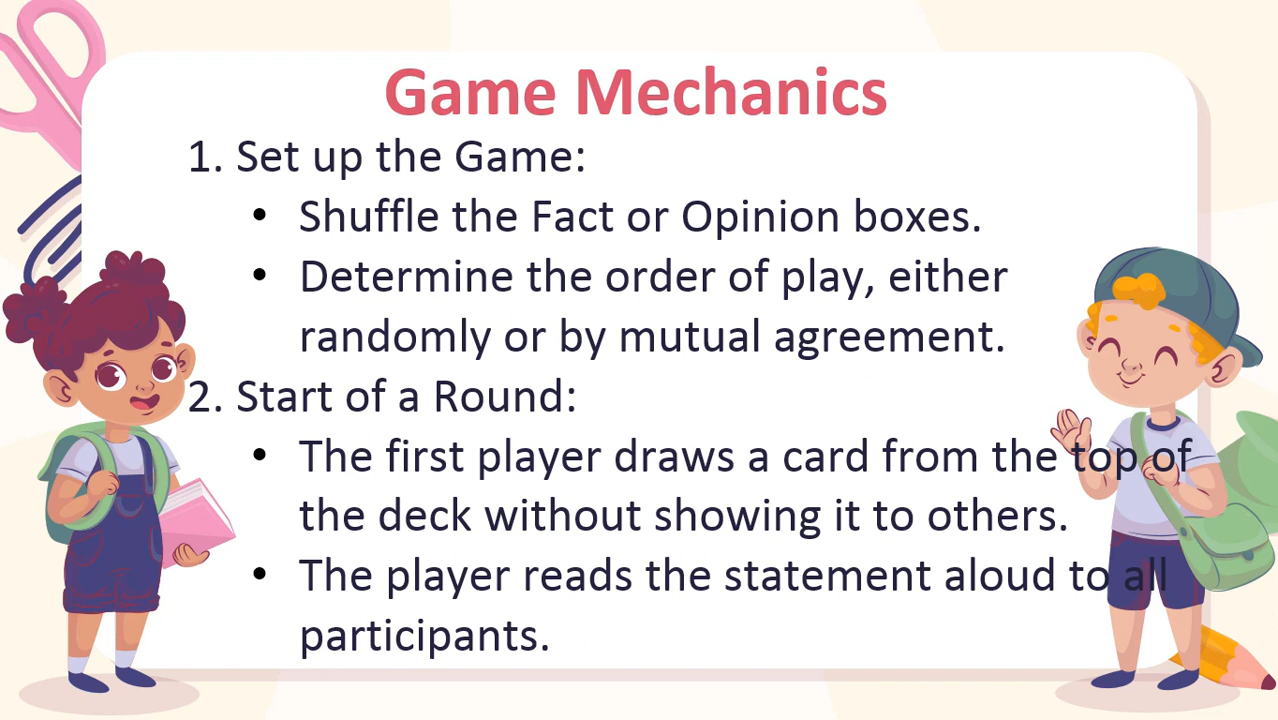 Game Mechanics
1. Set up the Game:
• Shuffle the Fact or Opinion boxes.
• Determine the order of play, either
randomly or by mutual agreement.
2. Start of a Round:
• The first player draws a card from the top of
the deck without showing it to others.
• The player reads the statement aloud to all
participants.